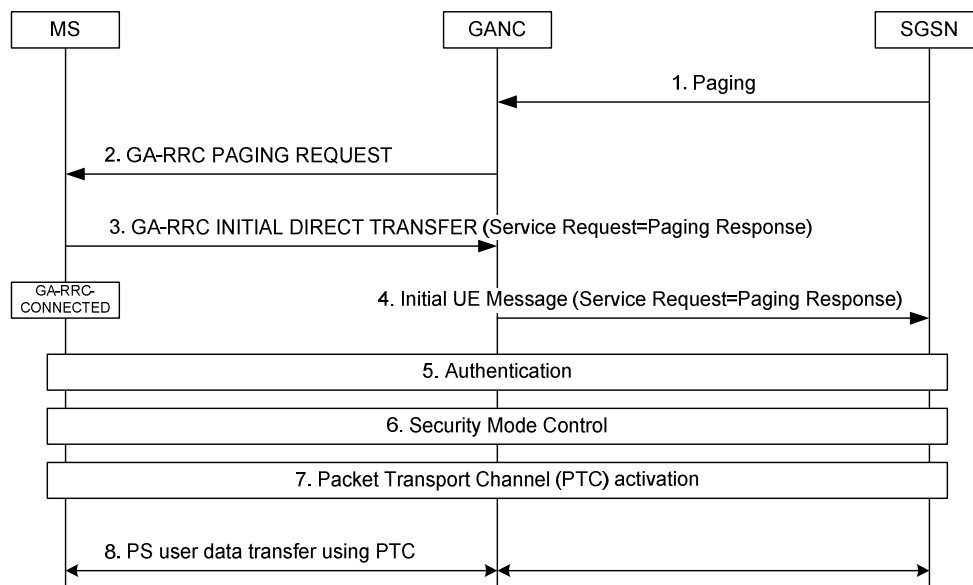 MS
GANC
SGSN
1. Paging
2. GA-RRC PAGING REQUEST
3. GA-RRC INITIAL DIRECT TRANSFER (Service Request=Paging Response)
GA-RRC-
CONNECTED
4. Initial UE Message (Service Request=Paging Response)
5. Authentication
6. Security Mode Control
7. Packet Transport Channel (PTC) activation
8. PS user data transfer using PTC